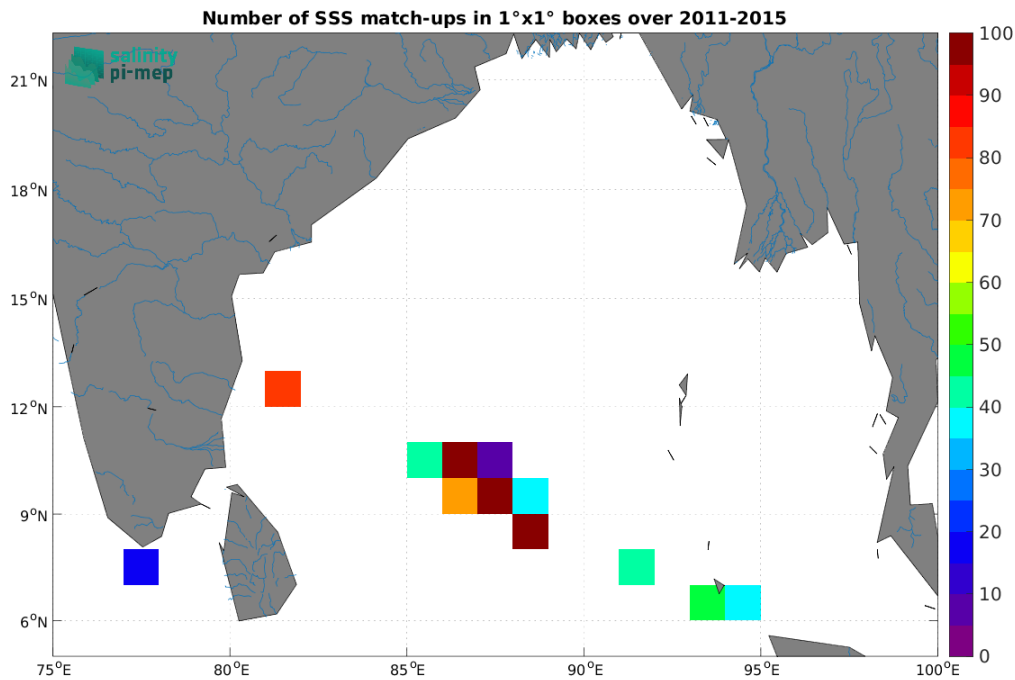 Number of SSS match-ups in 1°x1° boxes over 2011-2015
salinity
pi-mep
21°N
18°N
15°N
12°N
9°N
6°N
75°E 80°E 85°E 90°E 95°E 100°E
100
90
80
70
60
50
40
30
20
10
0